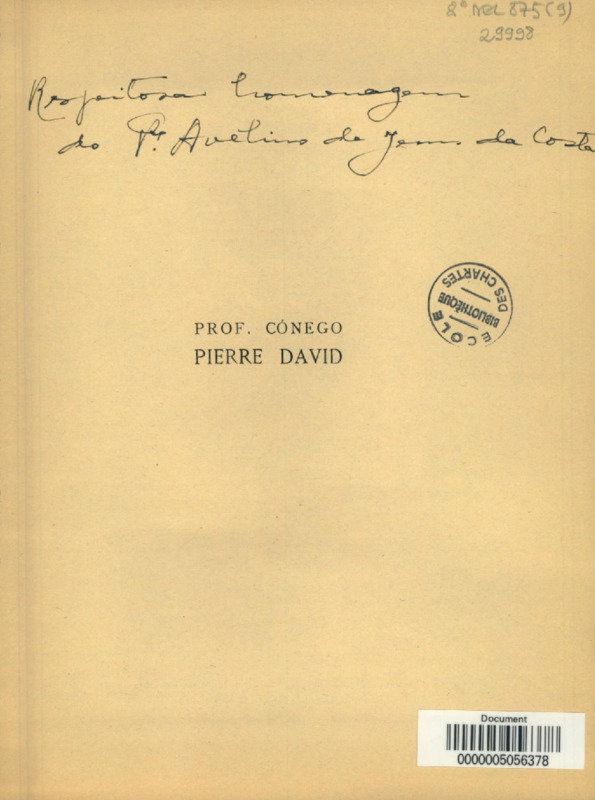 8° DEL 875 (9)
29998
Respeitosa homenagem
do Pe. Avelino de Jesus da Costa
ECOLE
DES CHARTES
BIBLIOTHÈQUE
PROF. CÓNEGO
PIERRE DAVID
Document
0000005056378